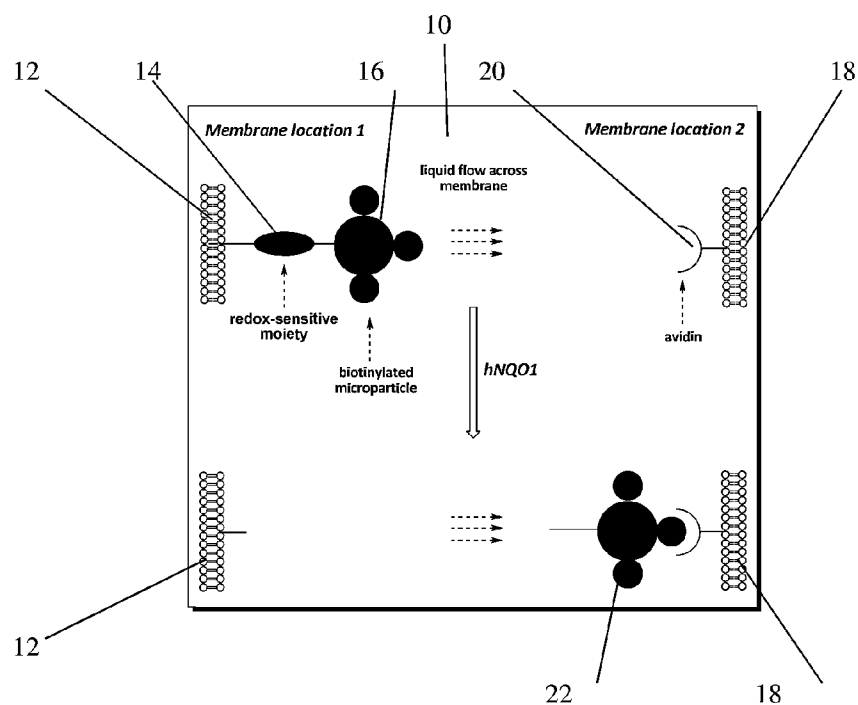 10
12
14
16
20
18
Membrane location 1
Membrane location 2
liquid flow across
membrane
redox-sensitive
moiety
avidin
biotinylated
microparticle
hNQO1
12
22
18